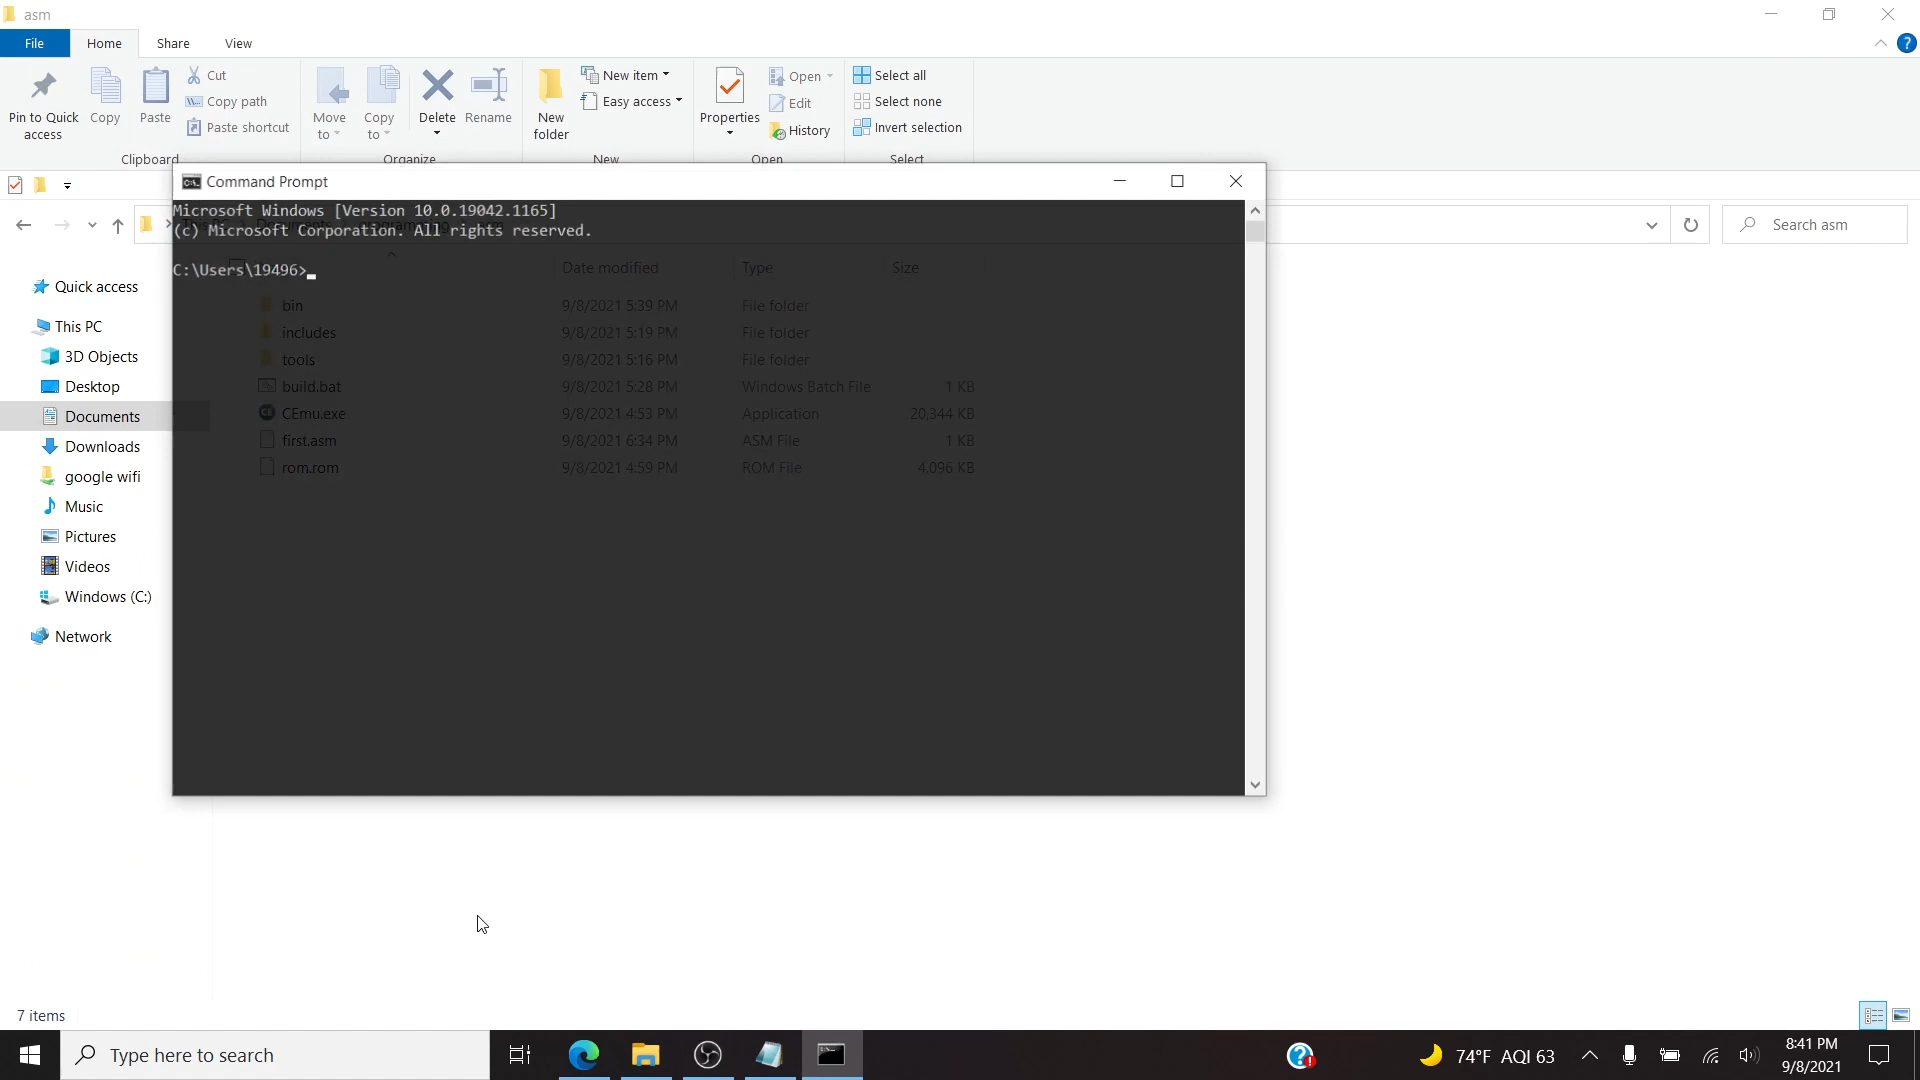 asm
File
Home
Share
View
Pin to Quick
access
Copy
Paste
Cut
Copy path
Paste shortcut
Clipboard
Move
to
Copy
to
Delete
Rename
Organize
New
folder
New item
Easy access
New
Properties
Open
Edit
History
Open
Select all
Select none
Invert selection
Select
Search asm
Command Prompt
Microsoft Windows [Version 10.0.19042.1165]
(c) Microsoft Corporation. All rights reserved.
C:\Users\19496>
Date modified
Type
Size
bin 9/8/2021 5:39 PM File folder
includes 9/8/2021 5:19 PM File folder
tools 9/8/2021 5:16 PM File folder
build.bat 9/8/2021 5:28 PM Windows Batch File 1 KB
CEmu.exe 9/8/2021 4:53 PM Application 20,344 KB
first.asm 9/8/2021 6:34 PM ASM File 1 KB
rom.rom 9/8/2021 4:59 PM ROM File 4,096 KB
Quick access
This PC
3D Objects
Desktop
Documents
Downloads
google wifi
Music
Pictures
Videos
Windows (C:)
Network
7 items
Type here to search
74°F AQI 63
8:41 PM
9/8/2021